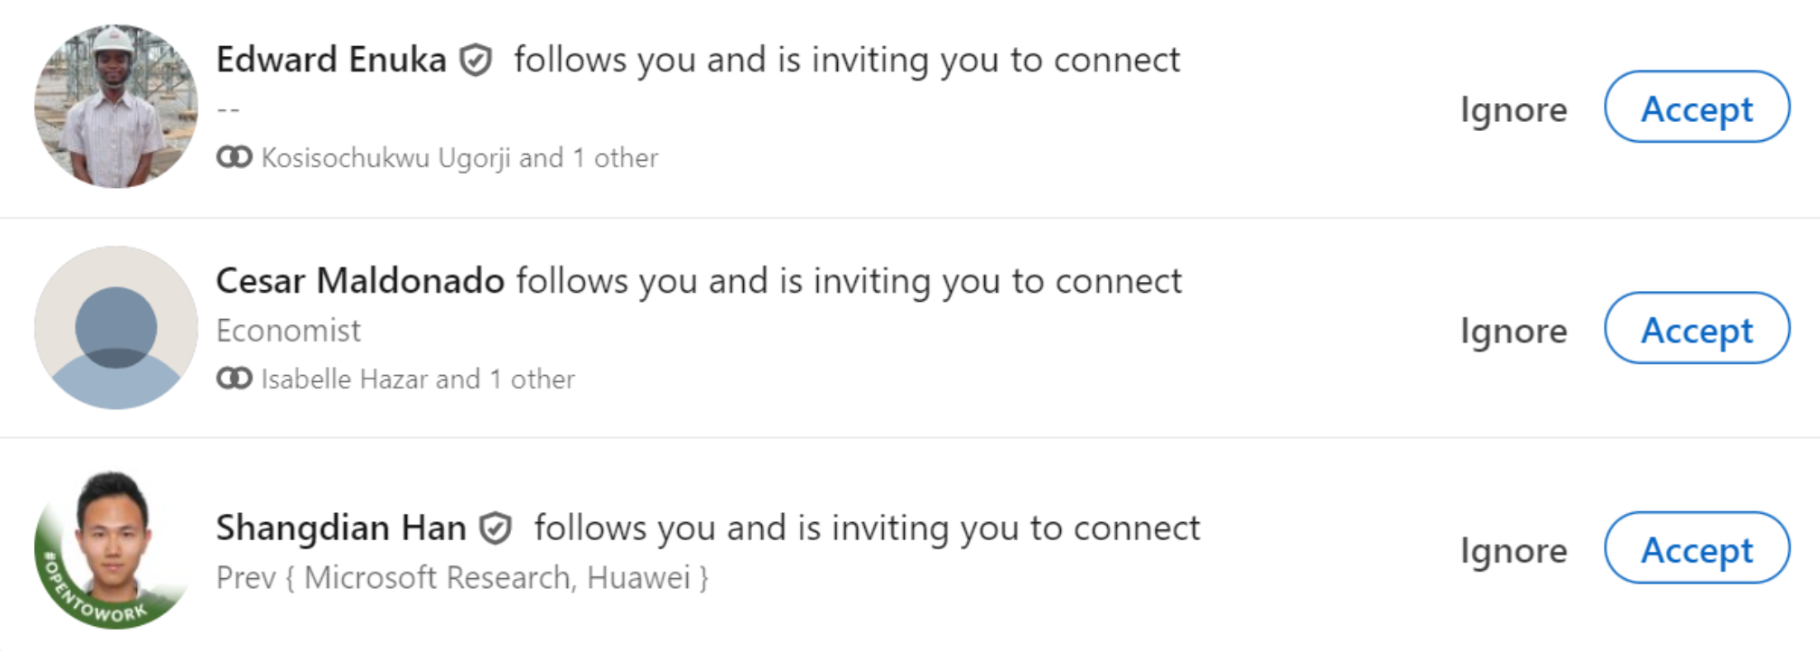 Edward Enuka follows you and is inviting you to connect
--
Kosisochukwu Ugorji and 1 other
Ignore
Accept
Cesar Maldonado follows you and is inviting you to connect
Economist
Isabelle Hazar and 1 other
Ignore
Accept
#OPENTOWORK
Shangdian Han follows you and is inviting you to connect
Prev { Microsoft Research, Huawei }
Ignore
Accept